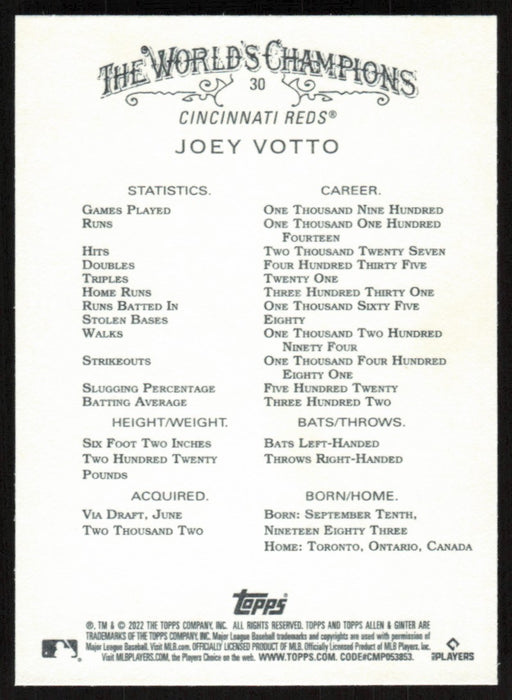 THE WORLD'S CHAMPIONS
30
CINCINNATI REDS®
JOEY VOTTO
STATISTICS. CAREER.
GAMES PLAYED ONE THOUSAND NINE HUNDRED
RUNS ONE THOUSAND ONE HUNDRED
FOURTEEN
HITS TWO THOUSAND TWENTY SEVEN
DOUBLES FOUR HUNDRED THIRTY FIVE
TRIPLES TWENTY ONE
HOME RUNS THREE HUNDRED THIRTY ONE
RUNS BATTED IN ONE THOUSAND SIXTY FIVE
STOLEN BASES EIGHTY
WALKS ONE THOUSAND TWO HUNDRED
NINETY FOUR
STRIKEOUTS ONE THOUSAND FOUR HUNDRED
EIGHTY ONE
SLUGGING PERCENTAGE FIVE HUNDRED TWENTY
BATTING AVERAGE THREE HUNDRED TWO
HEIGHT/WEIGHT. BATS/THROWS.
SIX FOOT TWO INCHES BATS LEFT-HANDED
TWO HUNDRED TWENTY THROWS RIGHT-HANDED
POUNDS
ACQUIRED. BORN/HOME.
VIA DRAFT, JUNE BORN: SEPTEMBER TENTH,
TWO THOUSAND TWO NINETEEN EIGHTY THREE
HOME: TORONTO, ONTARIO, CANADA
Topps®
®, TM & © 2022 THE TOPPS COMPANY, INC. ALL RIGHTS RESERVED. TOPPS AND TOPPS ALLEN & GINTER ARE
TRADEMARKS OF THE TOPPS COMPANY, INC. Major League Baseball trademarks and copyrights are used with permission of
Major League Baseball. Visit MLB.com. OFFICIALLY LICENSED PRODUCT OF MLB. Officially Licensed Product of MLB Players, Inc.
Visit MLBPLAYERS.COM, the Players Choice on the web. WWW.TOPPS.COM. CODE#CMP053853.
PLAYERS